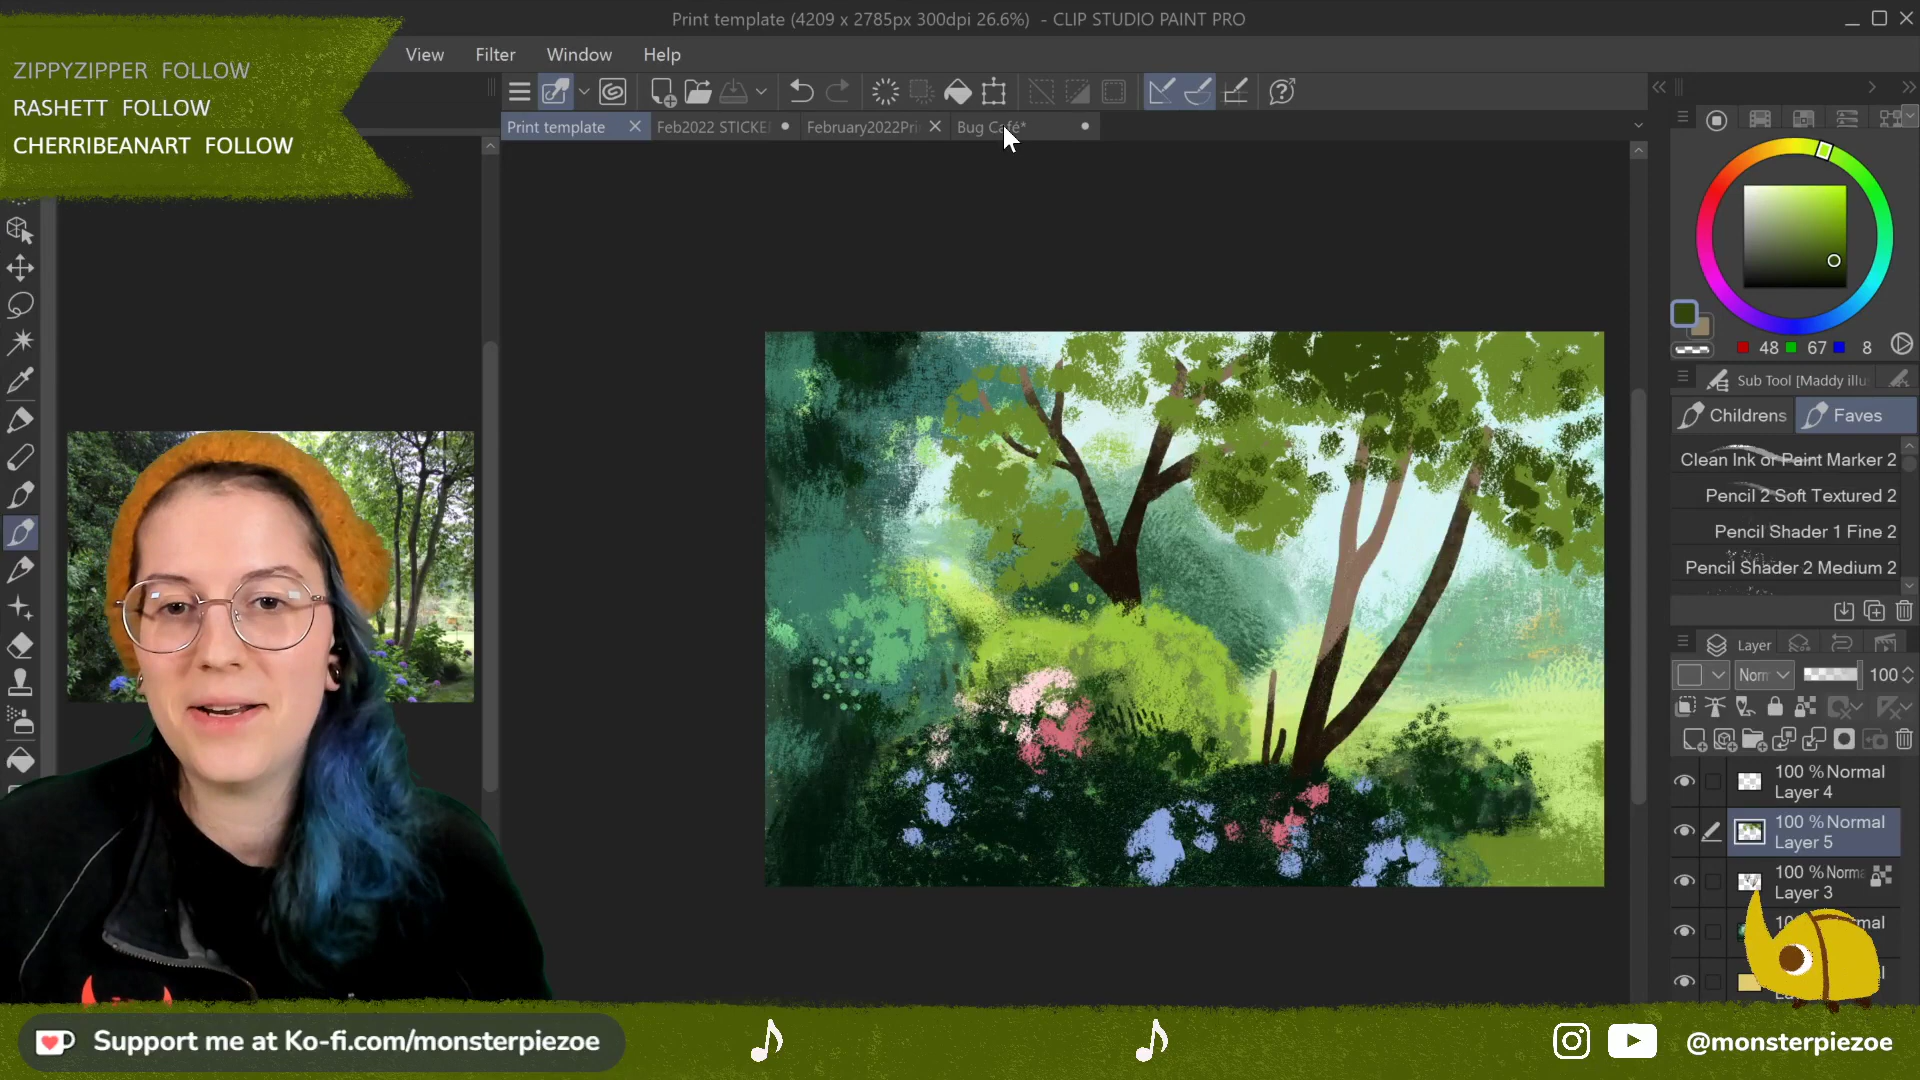 Print template (4209 x 2785px 300dpi 26.6%) - CLIP STUDIO PAINT PRO
ZIPPYZIPPER FOLLOW
RASHETT FOLLOW
CHERRIBEANART FOLLOW
View Filter Window Help
Print template Feb2022 STICKE February2022Pri Bug Café*
48 67 8
Sub Tool [Maddy illu
Childrens Faves
Clean Ink or Paint Marker 2
Pencil 2 Soft Textured 2
Pencil Shader 1 Fine 2
Pencil Shader 2 Medium 2
Layer
Norm 100
100 % Normal
Layer 4
100 % Normal
Layer 5
100 % Norma
Layer 3
Support me at Ko-fi.com/monsterpiezoe
@monsterpiezoe